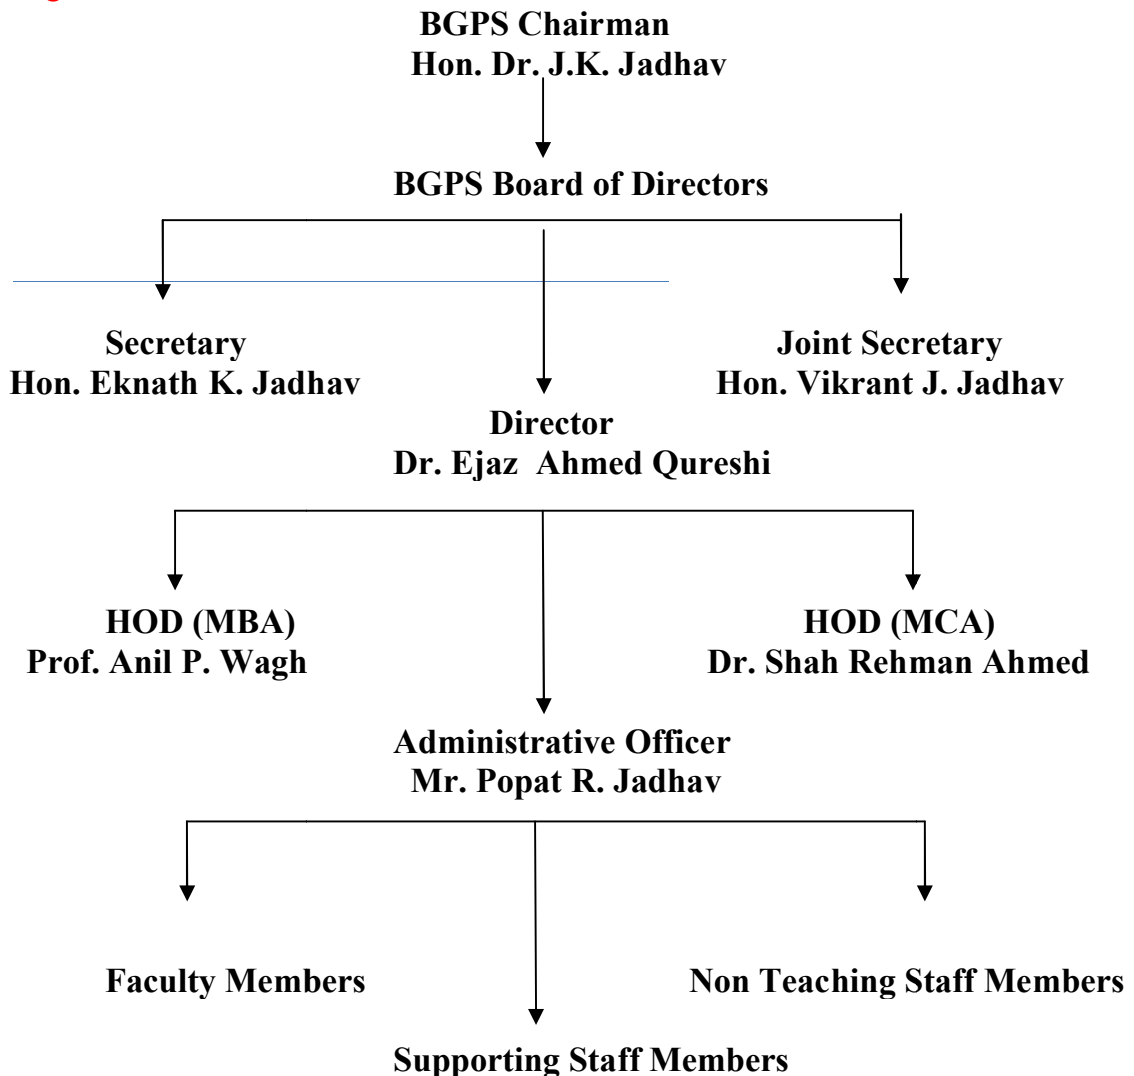 BGPS Chairman
Hon. Dr. J.K. Jadhav
BGPS Board of Directors
Secretary
Hon. Eknath K. Jadhav
Joint Secretary
Hon. Vikrant J. Jadhav
Director
Dr. Ejaz Ahmed Qureshi
HOD (MBA)
Prof. Anil P. Wagh
HOD (MCA)
Dr. Shah Rehman Ahmed
Administrative Officer
Mr. Popat R. Jadhav
Faculty Members
Non Teaching Staff Members
Supporting Staff Members